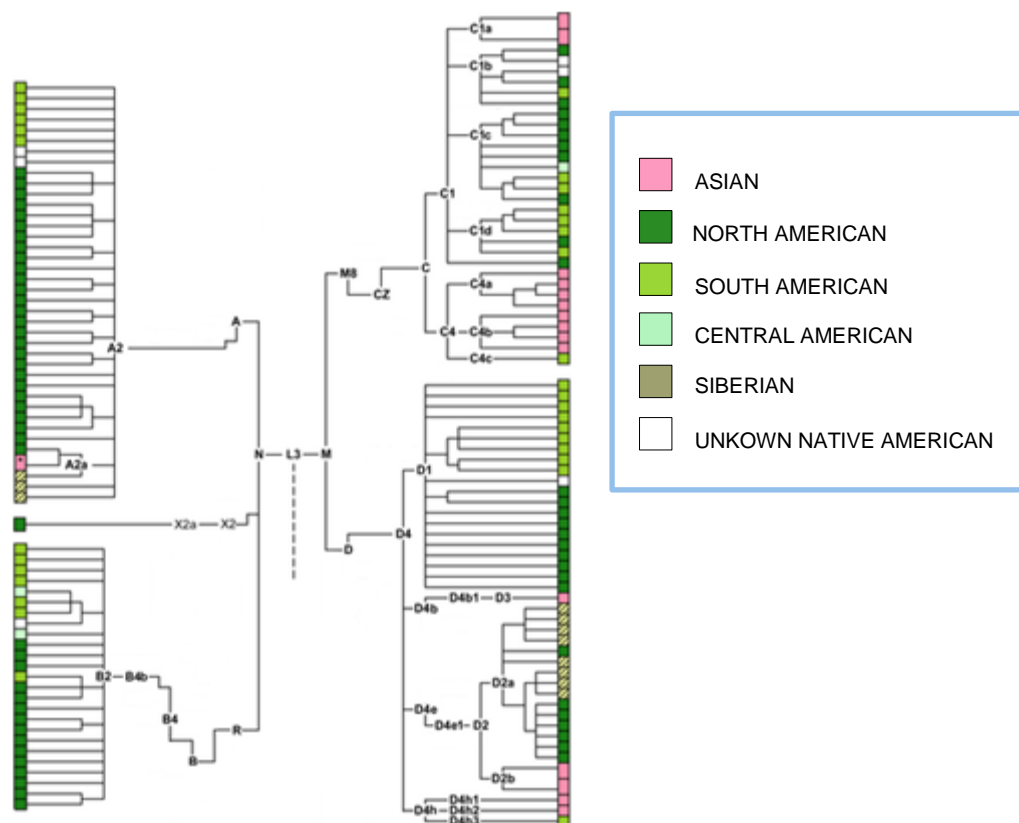 C1a
C1b
C1c
C1
C1d
M8
C
CZ
C4a
C4
C4b
C4c
A
A2
A2a
N
L3
M
X2a
X2
D
D4
D1
D4b
D4b1
D3
B2
B4b
B4
R
B
D2a
D4e
D4e1
D2
D2b
D4h
D4h1
D4h2
D4h3
*
ASIAN
NORTH AMERICAN
SOUTH AMERICAN
CENTRAL AMERICAN
SIBERIAN
UNKOWN NATIVE AMERICAN